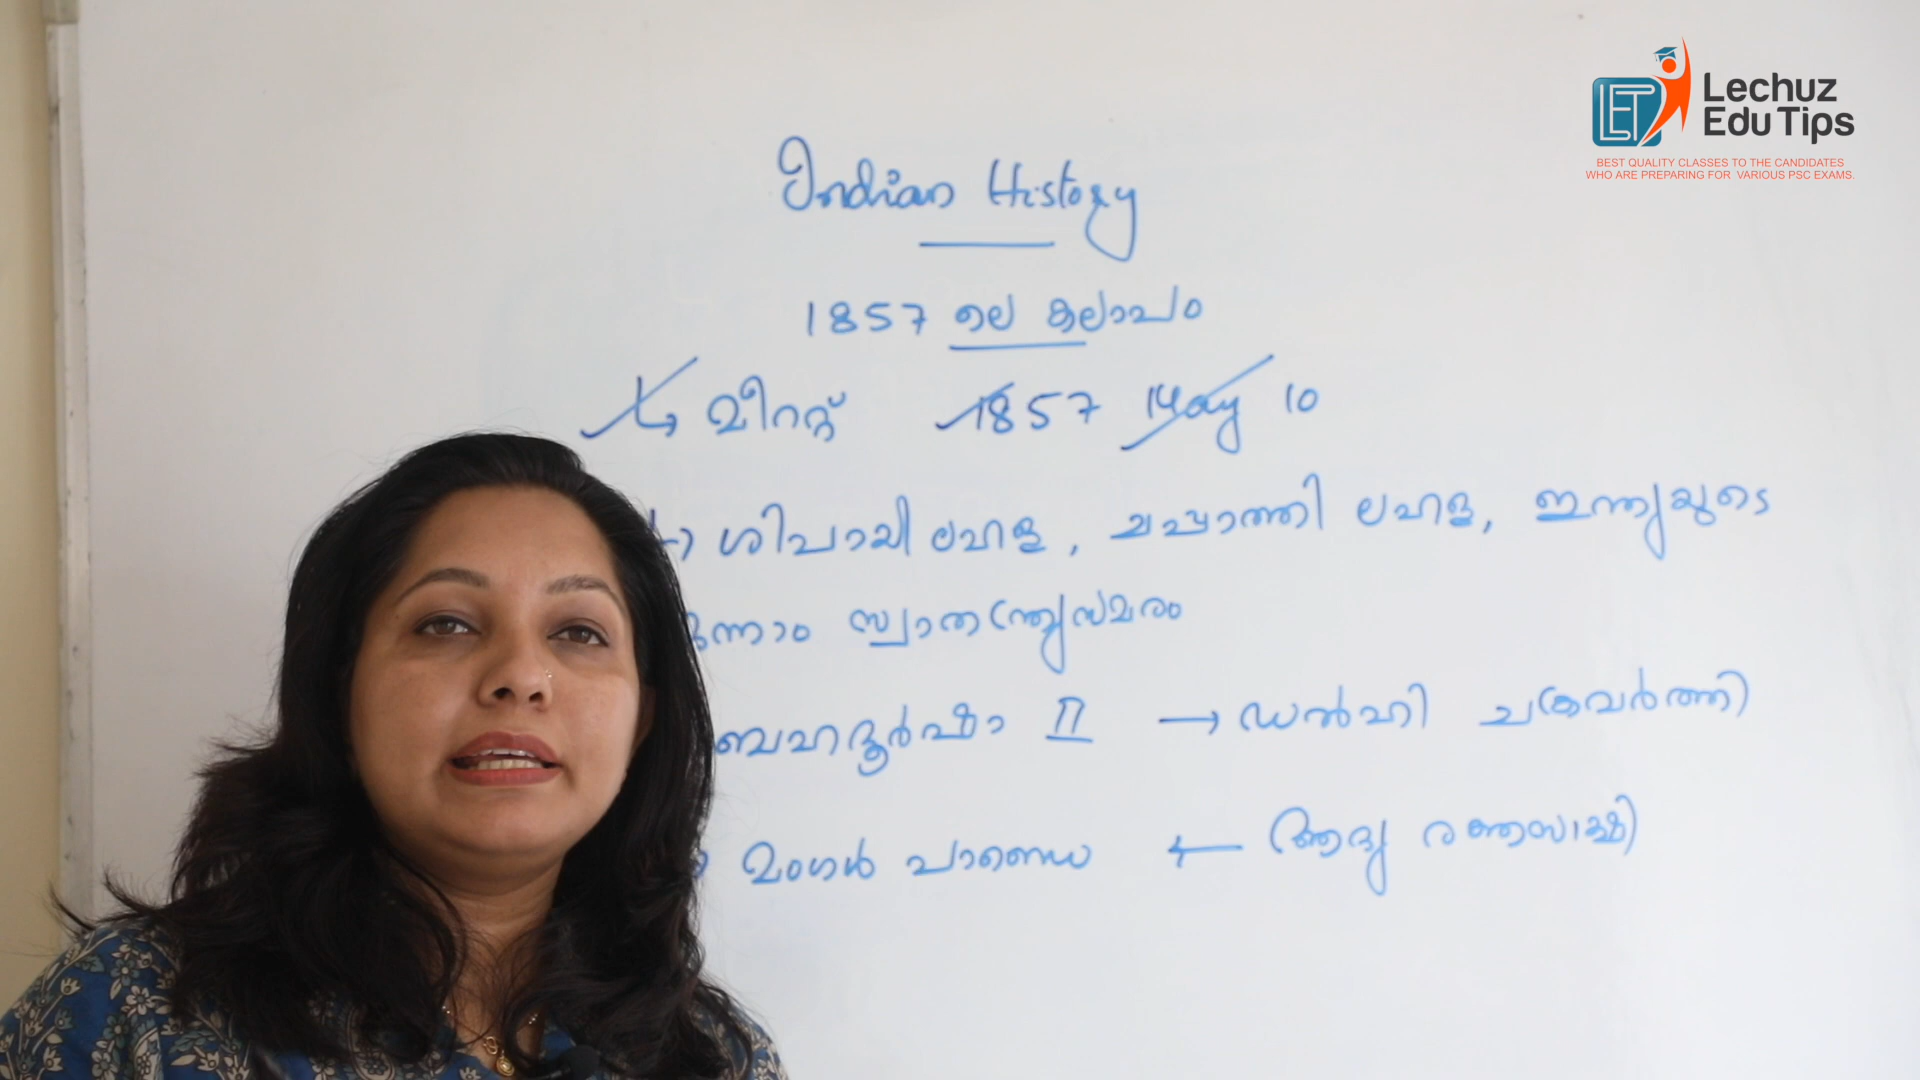 Lechuz
Edu Tips
LET
BEST QUALITY CLASSES TO THE CANDIDATES
WHO ARE PREPARING FOR VARIOUS PSC EXAMS.
Indian History
1857 ലെ കലാപം
മീററ്റ് 1857 May 10
ശിപായി ലഹള, ചപ്പാത്തി ലഹള, ഇന്ത്യയുടെ
ഒന്നാം സ്വാതന്ത്ര്യസമരം
ബഹദൂർഷാ II → ഡൽഹി ചക്രവർത്തി
മംഗൾ പാണ്ഡെ ← ആദ്യ രക്തസാക്ഷി